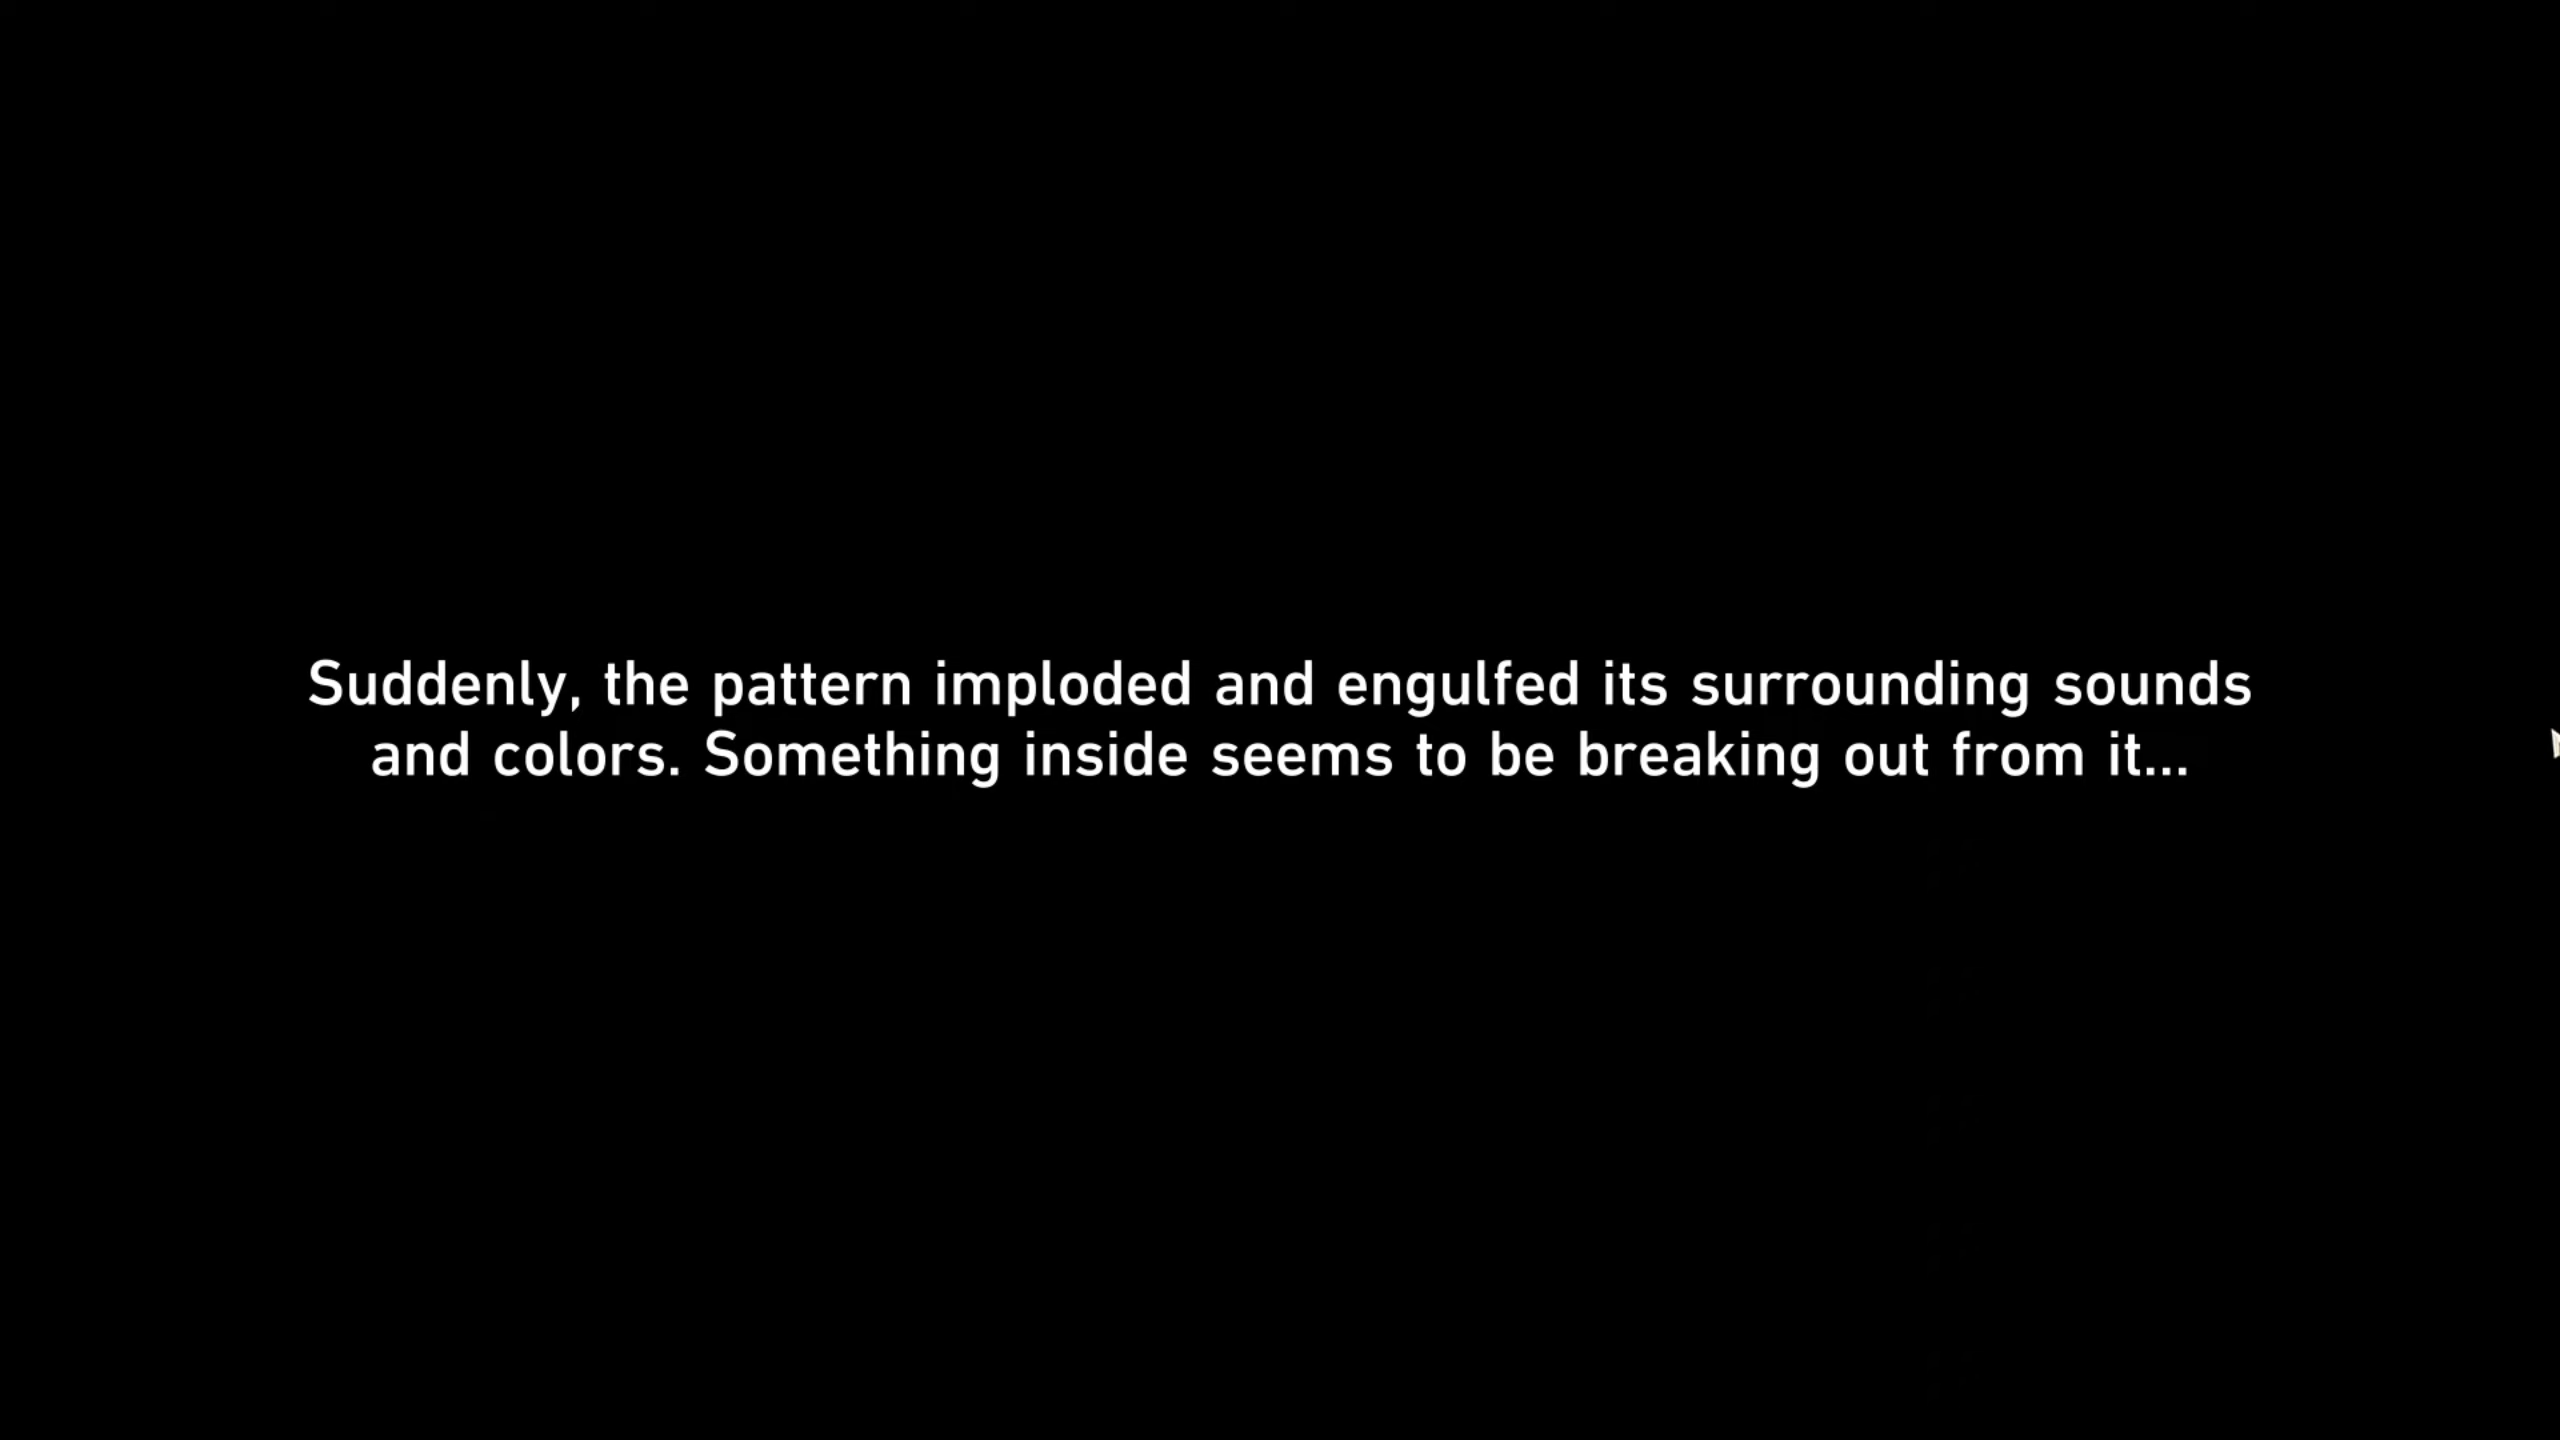 Suddenly, the pattern imploded and engulfed its surrounding sounds
and colors. Something inside seems to be breaking out from it...